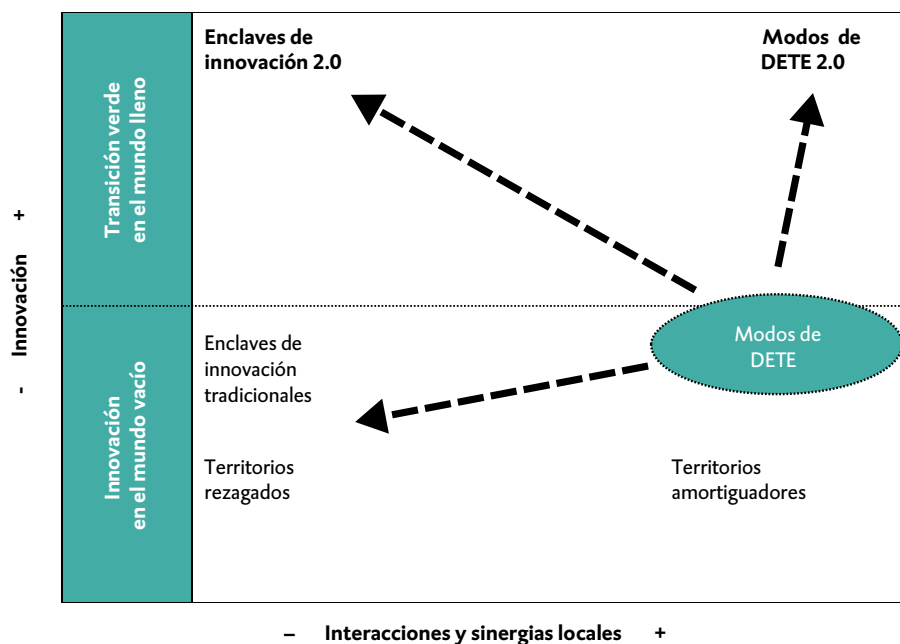 Enclaves de
innovación 2.0
Modos de
DETE 2.0
Transición verde
en el mundo lleno
- Innovación +
Innovación
en el mundo vacío
Enclaves de
innovación
tradicionales
Modos de
DETE
Territorios
rezagados
Territorios
amortiguadores
– Interacciones y sinergias locales +